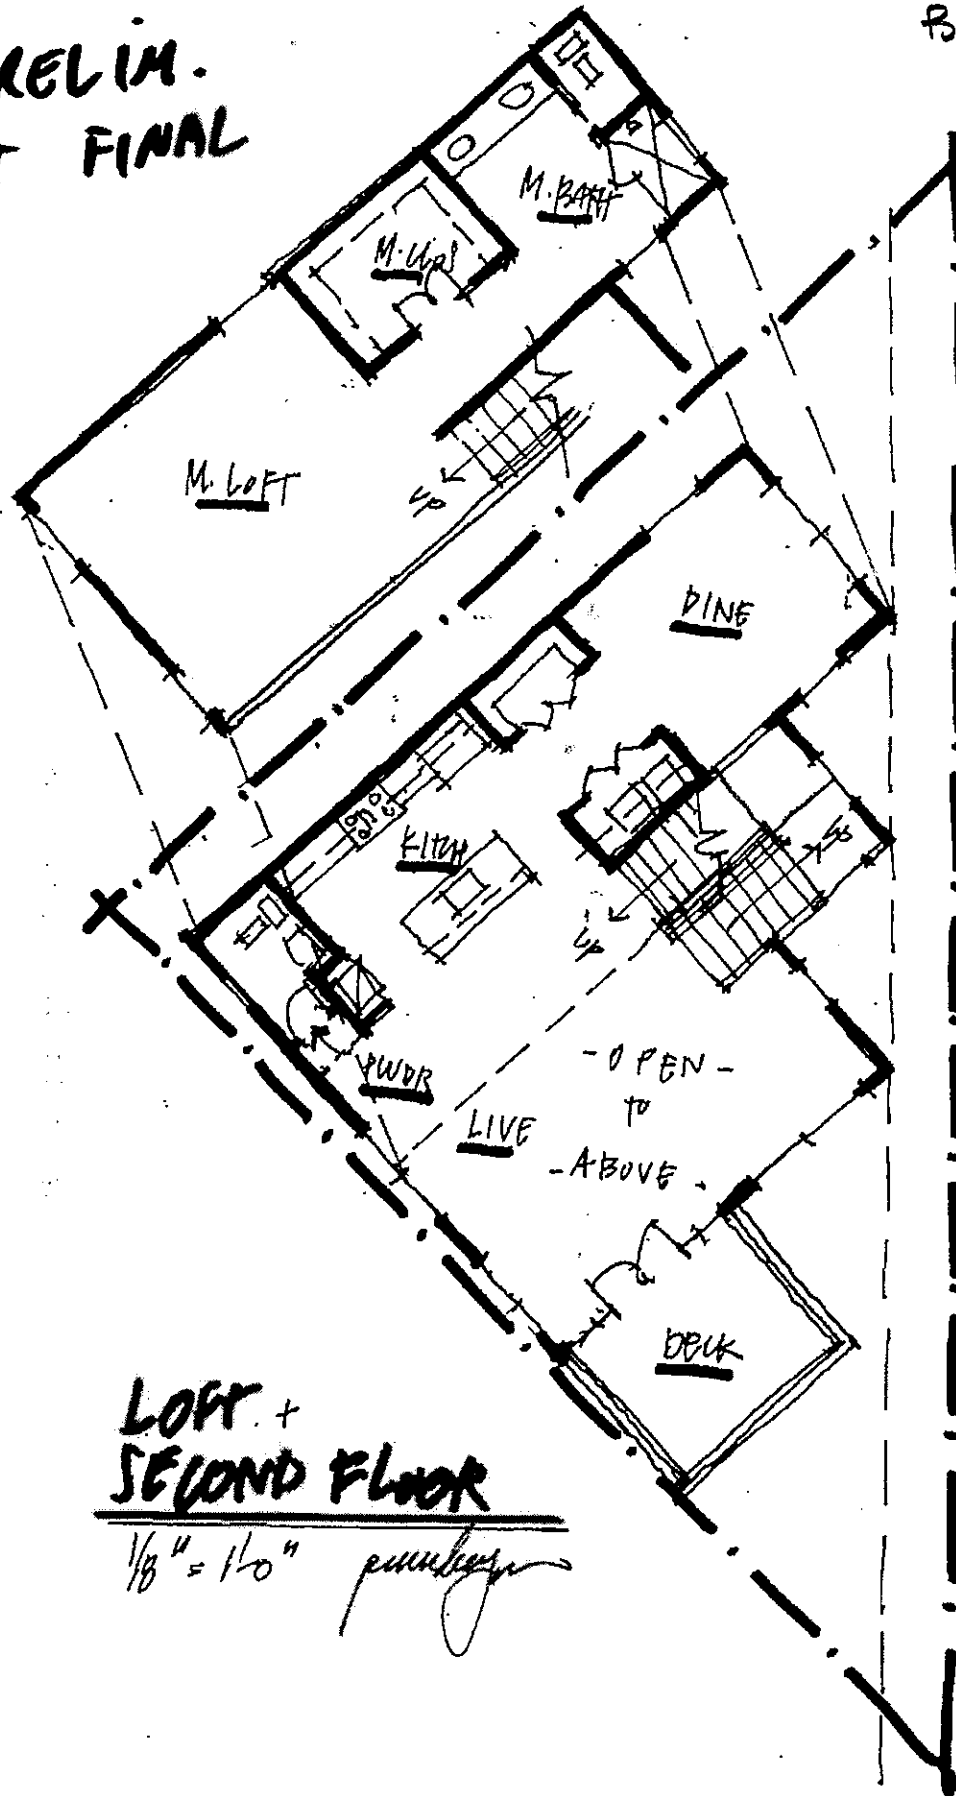 RELIM.
FINAL
B
M. BATH
M. LOFT
UP
DINE
KITCH
UP
UP
PWDR
LIVE
- OPEN -
TO
- ABOVE -
DECK
LOFT +
SECOND FLOOR
1/8" = 1'-0"